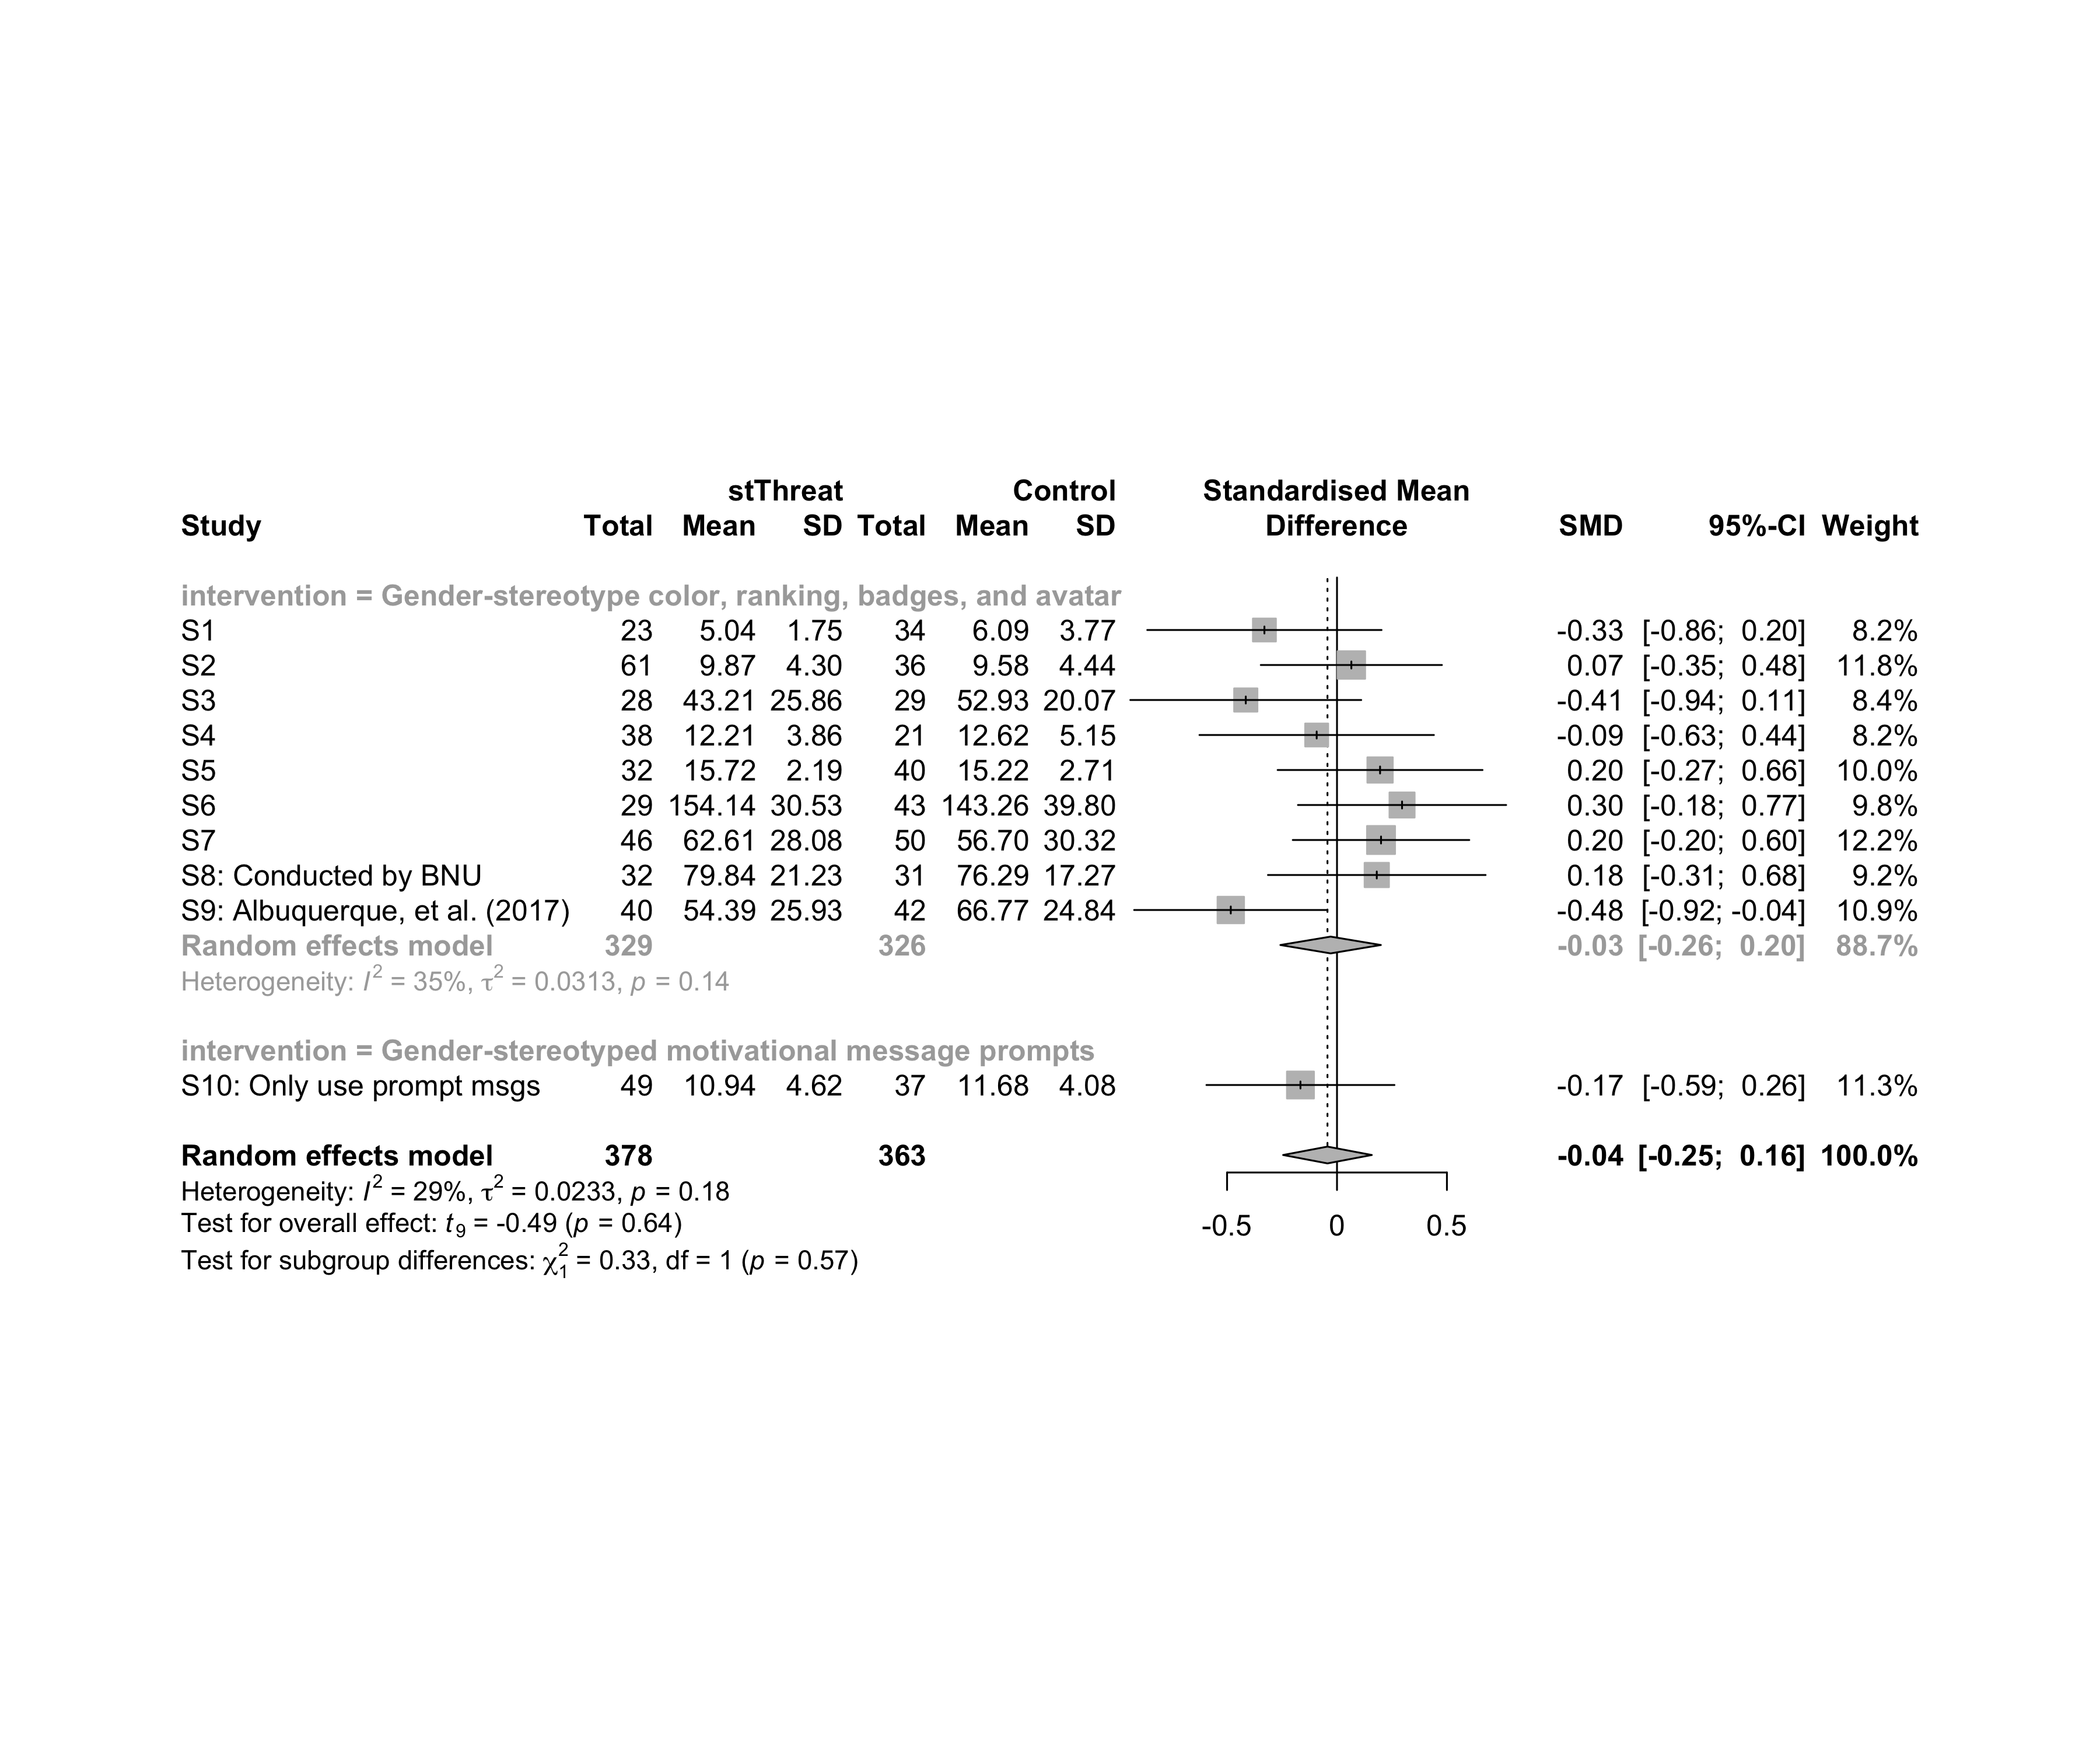 stThreat Control Standardised Mean
Study Total Mean SD Total Mean SD Difference SMD 95%-CI Weight
intervention = Gender-stereotype color, ranking, badges, and avatar
S1 23 5.04 1.75 34 6.09 3.77 -0.33 [-0.86; 0.20] 8.2%
S2 61 9.87 4.30 36 9.58 4.44 0.07 [-0.35; 0.48] 11.8%
S3 28 43.21 25.86 29 52.93 20.07 -0.41 [-0.94; 0.11] 8.4%
S4 38 12.21 3.86 21 12.62 5.15 -0.09 [-0.63; 0.44] 8.2%
S5 32 15.72 2.19 40 15.22 2.71 0.20 [-0.27; 0.66] 10.0%
S6 29 154.14 30.53 43 143.26 39.80 0.30 [-0.18; 0.77] 9.8%
S7 46 62.61 28.08 50 56.70 30.32 0.20 [-0.20; 0.60] 12.2%
S8: Conducted by BNU 32 79.84 21.23 31 76.29 17.27 0.18 [-0.31; 0.68] 9.2%
S9: Albuquerque, et al. (2017) 40 54.39 25.93 42 66.77 24.84 -0.48 [-0.92; -0.04] 10.9%
Random effects model 329 326 -0.03 [-0.26; 0.20] 88.7%
Heterogeneity: I² = 35%, τ² = 0.0313, p = 0.14
intervention = Gender-stereotyped motivational message prompts
S10: Only use prompt msgs 49 10.94 4.62 37 11.68 4.08 -0.17 [-0.59; 0.26] 11.3%
Random effects model 378 363 -0.04 [-0.25; 0.16] 100.0%
Heterogeneity: I² = 29%, τ² = 0.0233, p = 0.18
Test for overall effect: t₉ = -0.49 (p = 0.64)
-0.5 0 0.5
Test for subgroup differences: χ²₁ = 0.33, df = 1 (p = 0.57)